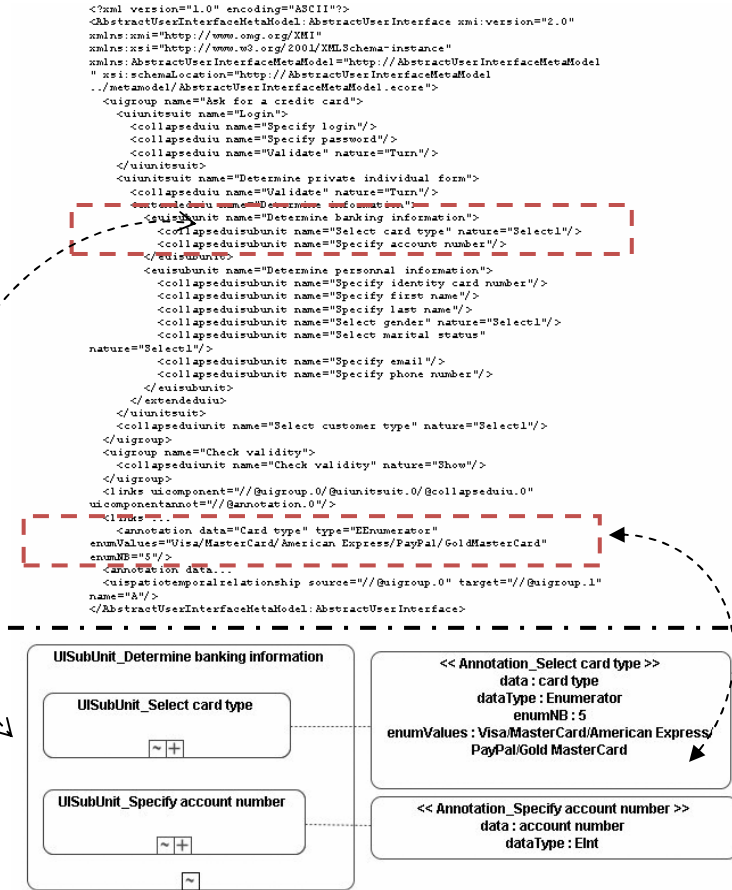 <?xml version="1.0" encoding="ASCII"?>
<AbstractUserInterfaceMetaModel:AbstractUserInterface xmi:version="2.0"
xmlns:xmi="http://www.omg.org/XMI"
xmlns:xsi="http://www.w3.org/2001/XMLSchema-instance"
xmlns:AbstractUserInterfaceMetaModel="http://AbstractUserInterfaceMetaModel
" xsi:schemaLocation="http://AbstractUserInterfaceMetaModel
../metamodel/AbstractUserInterfaceMetaModel.ecore">
<uigroup name="Ask for a credit card">
<uiunitsuit name="Login">
<collapseduiu name="Specify login"/>
<collapseduiu name="Specify password"/>
<collapseduiu name="Validate" nature="Turn"/>
</uiunitsuit>
<uiunitsuit name="Determine private individual form">
<collapseduiu name="Validate" nature="Turn"/>
<extendeduiu name="Determine information">
<euisubunit name="Determine banking information">
<collapseduisubunit name="Select card type" nature="Select1"/>
<collapseduisubunit name="Specify account number"/>
</euisubunit>
<euisubunit name="Determine personnal information">
<collapseduisubunit name="Specify identity card number"/>
<collapseduisubunit name="Specify first name"/>
<collapseduisubunit name="Specify last name"/>
<collapseduisubunit name="Select gender" nature="Select1"/>
<collapseduisubunit name="Select marital status"
nature="Select1"/>
<collapseduisubunit name="Specify email"/>
<collapseduisubunit name="Specify phone number"/>
</euisubunit>
</extendeduiu>
</uiunitsuit>
<collapseduiunit name="Select customer type" nature="Select1"/>
</uigroup>
<uigroup name="Check validity">
<collapseduiunit name="Check validity" nature="Show"/>
</uigroup>
<links uicomponent="//@uigroup.0/@uiunitsuit.0/@collapseduiu.0"
uicomponentannot="//@annotation.0"/>
<links ...
<annotation data="Card type" type="EEnumerator"
enumValues="Visa/MasterCard/American Express/PayPal/GoldMasterCard"
enumNB="5"/>
<annotation data...
<uispatiotemporalrelationship source="//@uigroup.0" target="//@uigroup.1"
name="A"/>
</AbstractUserInterfaceMetaModel:AbstractUserInterface>
UISubUnit_Determine banking information
UISubUnit_Select card type
~ +
<< Annotation_Select card type >>
data : card type
dataType : Enumerator
enumNB : 5
enumValues : Visa/MasterCard/American Express/
PayPal/Gold MasterCard
UISubUnit_Specify account number
~ +
~
<< Annotation_Specify account number >>
data : account number
dataType : EInt